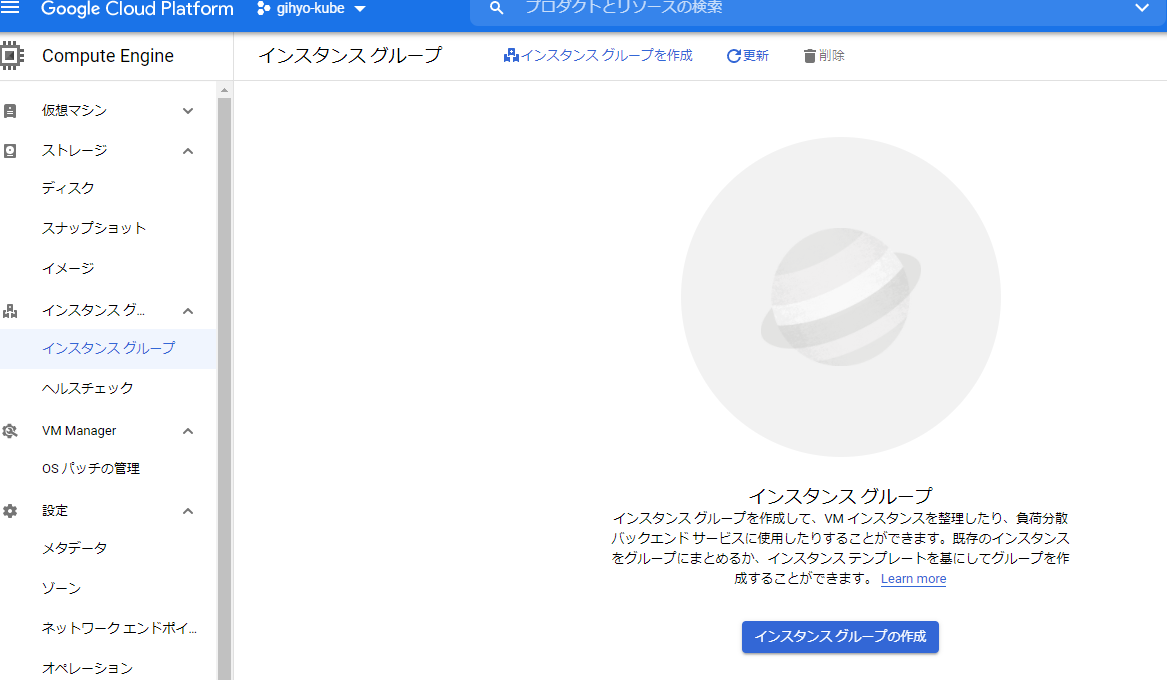 Google Cloud Platform
gihyo-kube
プロダクトとリソースの検索
Compute Engine
インスタンス グループ
インスタンス グループを作成
更新
削除
仮想マシン
ストレージ
ディスク
スナップショット
イメージ
インスタンス グ...
インスタンス グループ
ヘルスチェック
VM Manager
OS パッチの管理
設定
メタデータ
ゾーン
ネットワーク エンドポイ...
オペレーション
インスタンス グループ
インスタンス グループを作成して、VM インスタンスを整理したり、負荷分散
バックエンド サービスに使用したりすることができます。既存のインスタンス
をグループにまとめるか、インスタンス テンプレートを基にしてグループを作
成することができます。 Learn more
インスタンス グループの作成